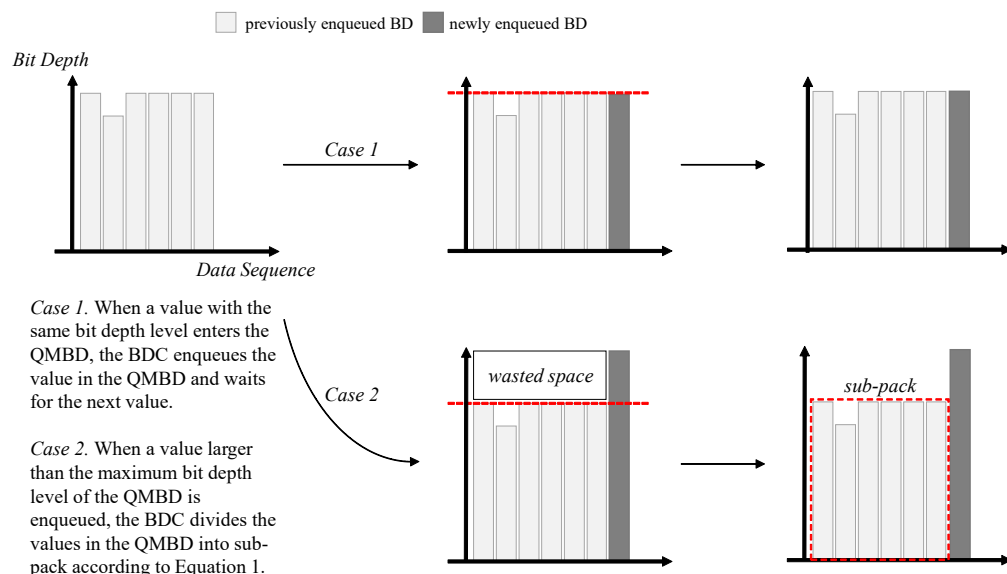 previously enqueued BD newly enqueued BD
Bit Depth
Case 1
Data Sequence
Case 1. When a value with the
same bit depth level enters the
QMBD, the BDC enqueues the
value in the QMBD and waits
for the next value.
Case 2
wasted space
sub-pack
Case 2. When a value larger
than the maximum bit depth
level of the QMBD is
enqueued, the BDC divides the
values in the QMBD into sub-
pack according to Equation 1.